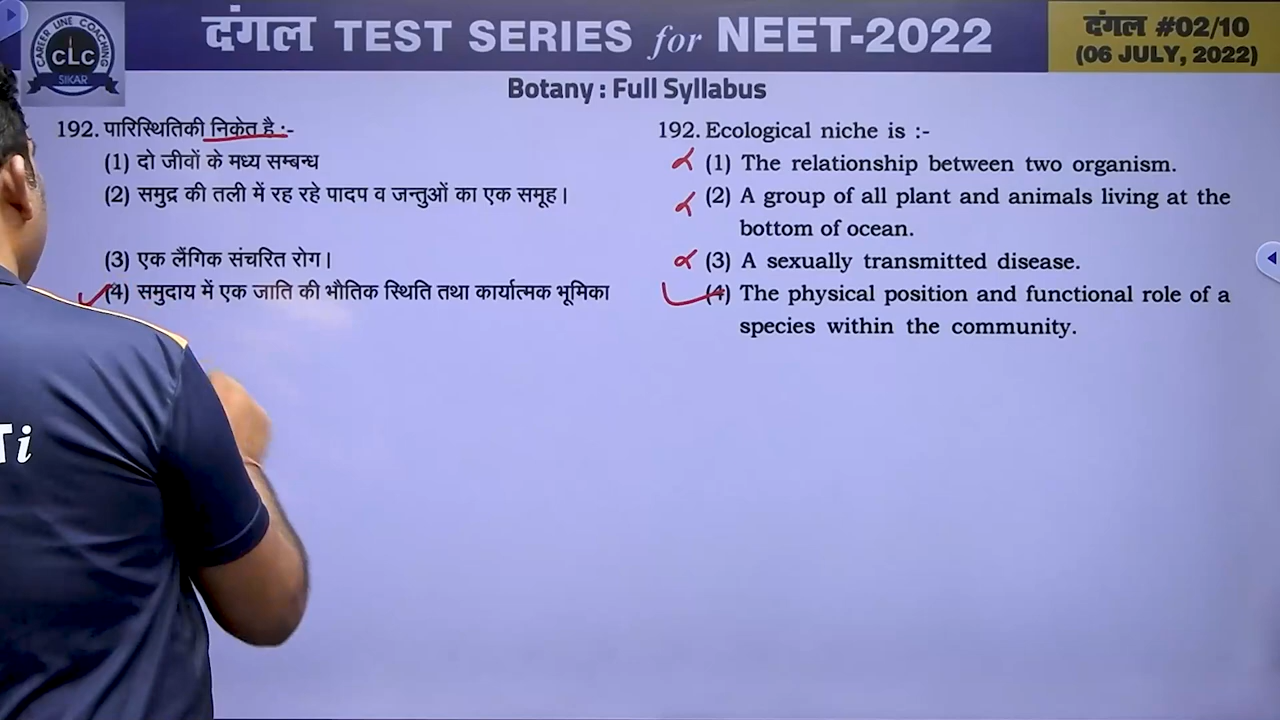 CAREER LINE COACHING
CLC
SIKAR
दंगल TEST SERIES for NEET-2022
दंगल #02/10
(06 JULY, 2022)
Botany : Full Syllabus
192. पारिस्थितिकी निकेत है :-
(1) दो जीवों के मध्य सम्बन्ध
(2) समुद्र की तली में रह रहे पादप व जन्तुओं का एक समूह।
(3) एक लैंगिक संचरित रोग।
(4) समुदाय में एक जाति की भौतिक स्थिति तथा कार्यात्मक भूमिका
192. Ecological niche is :-
(1) The relationship between two organism.
(2) A group of all plant and animals living at the
bottom of ocean.
(3) A sexually transmitted disease.
(4) The physical position and functional role of a
species within the community.